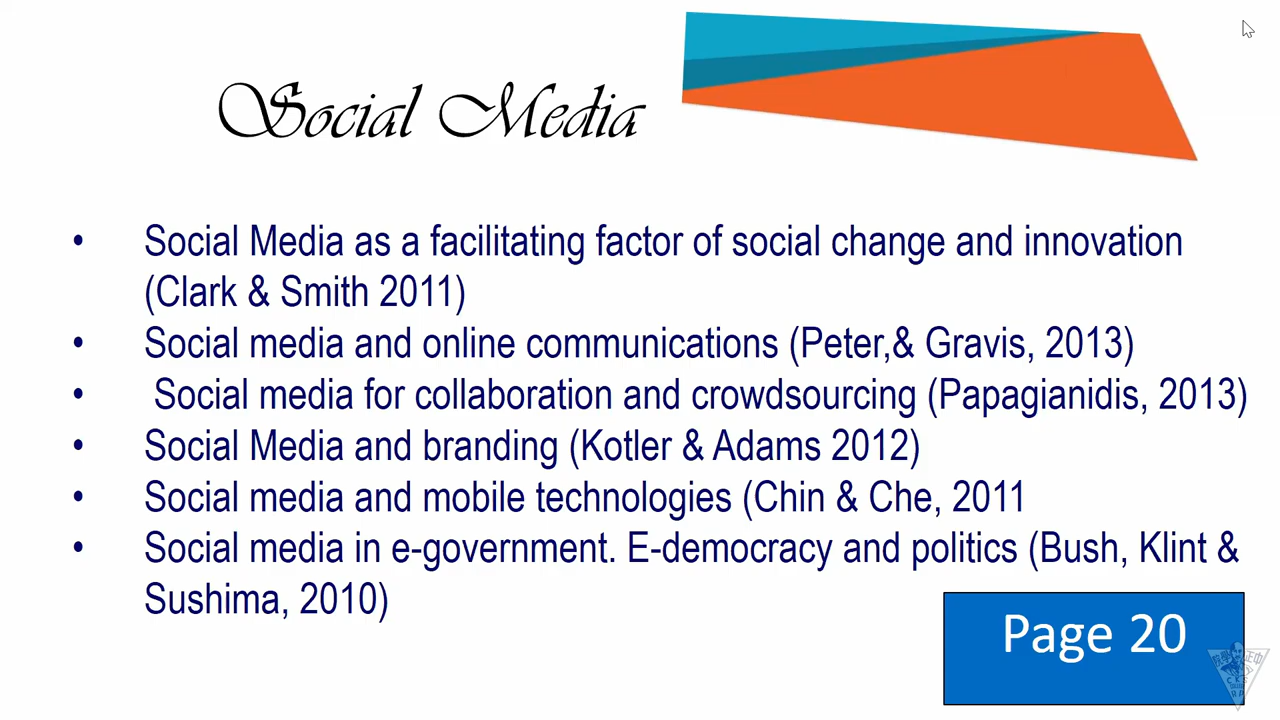 Social Media
• Social Media as a facilitating factor of social change and innovation
(Clark & Smith 2011)
• Social media and online communications (Peter,& Gravis, 2013)
• Social media for collaboration and crowdsourcing (Papagianidis, 2013)
• Social Media and branding (Kotler & Adams 2012)
• Social media and mobile technologies (Chin & Che, 2011
• Social media in e-government. E-democracy and politics (Bush, Klint &
Sushima, 2010)
Page 20